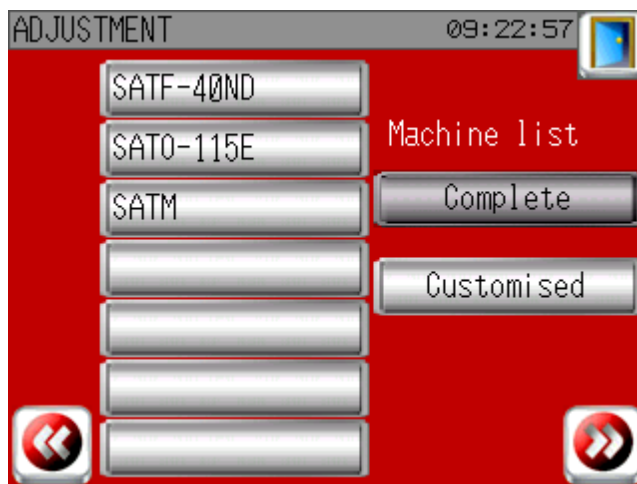 ADJUSTMENT 09:22:57
SATF-40ND
SATO-115E
SATM
Machine list
Complete
Customised